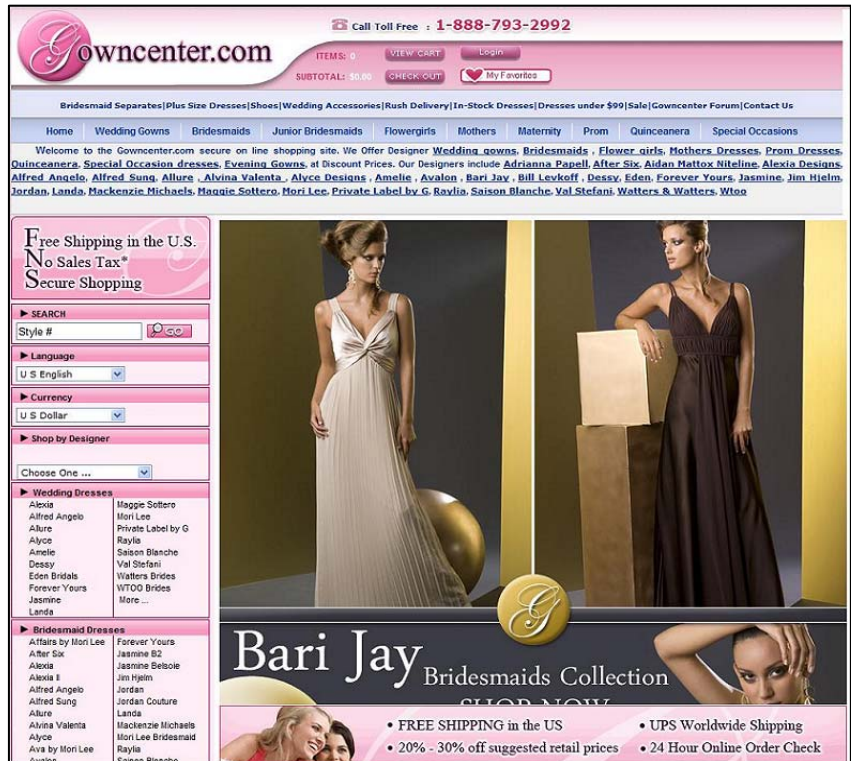 Call Toll Free : 1-888-793-2992
Gowncenter.com
ITEMS: 0
VIEW CART
Login
SUBTOTAL: $0.00
CHECK OUT
My Favorites
Bridesmaid Separates|Plus Size Dresses|Shoes|Wedding Accessories|Rush Delivery|In-Stock Dresses|Dresses under $99|Sale|Gowncenter Forum|Contact Us
Home Wedding Gowns Bridesmaids Junior Bridesmaids Flowergirls Mothers Maternity Prom Quinceanera Special Occasions
Welcome to the Gowncenter.com secure on line shopping site. We Offer Designer Wedding gowns, Bridesmaids , Flower girls, Mothers Dresses, Prom Dresses,
Quinceanera, Special Occasion dresses, Evening Gowns, at Discount Prices. Our Designers include Adrianna Papell, After Six, Aidan Mattox Niteline, Alexia Designs,
Alfred Angelo, Alfred Sung, Allure , Alvina Valenta , Alyce Designs , Amelie , Avalon , Bari Jay , Bill Levkoff , Dessy, Eden, Forever Yours, Jasmine, Jim Hjelm,
Jordan, Landa, Mackenzie Michaels, Maggie Sottero, Mori Lee, Private Label by G, Raylia, Saison Blanche, Val Stefani, Watters & Watters, Wtoo
Free Shipping in the U.S.
No Sales Tax*
Secure Shopping
SEARCH
Style #
GO
Language
U S English
Currency
U S Dollar
Shop by Designer
Choose One ...
Wedding Dresses
Alexia Maggie Sottero
Alfred Angelo Mori Lee
Allure Private Label by G
Alyce Raylia
Amelie Saison Blanche
Dessy Val Stefani
Eden Bridals Watters Brides
Forever Yours WTOO Brides
Jasmine More ...
Landa
Bridesmaid Dresses
Affairs by Mori Lee Forever Yours
After Six Jasmine B2
Alexia Jasmine Belsoie
Alexia II Jim Hjelm
Alfred Angelo Jordan
Alfred Sung Jordan Couture
Allure Landa
Alvina Valenta Mackenzie Michaels
Alyce Mori Lee Bridesmaid
Ava by Mori Lee Raylia
Avalon Saison Blanche
G
Bari Jay
Bridesmaids Collection
SHOP NOW
• FREE SHIPPING in the US
• UPS Worldwide Shipping
• 20% - 30% off suggested retail prices
• 24 Hour Online Order Check